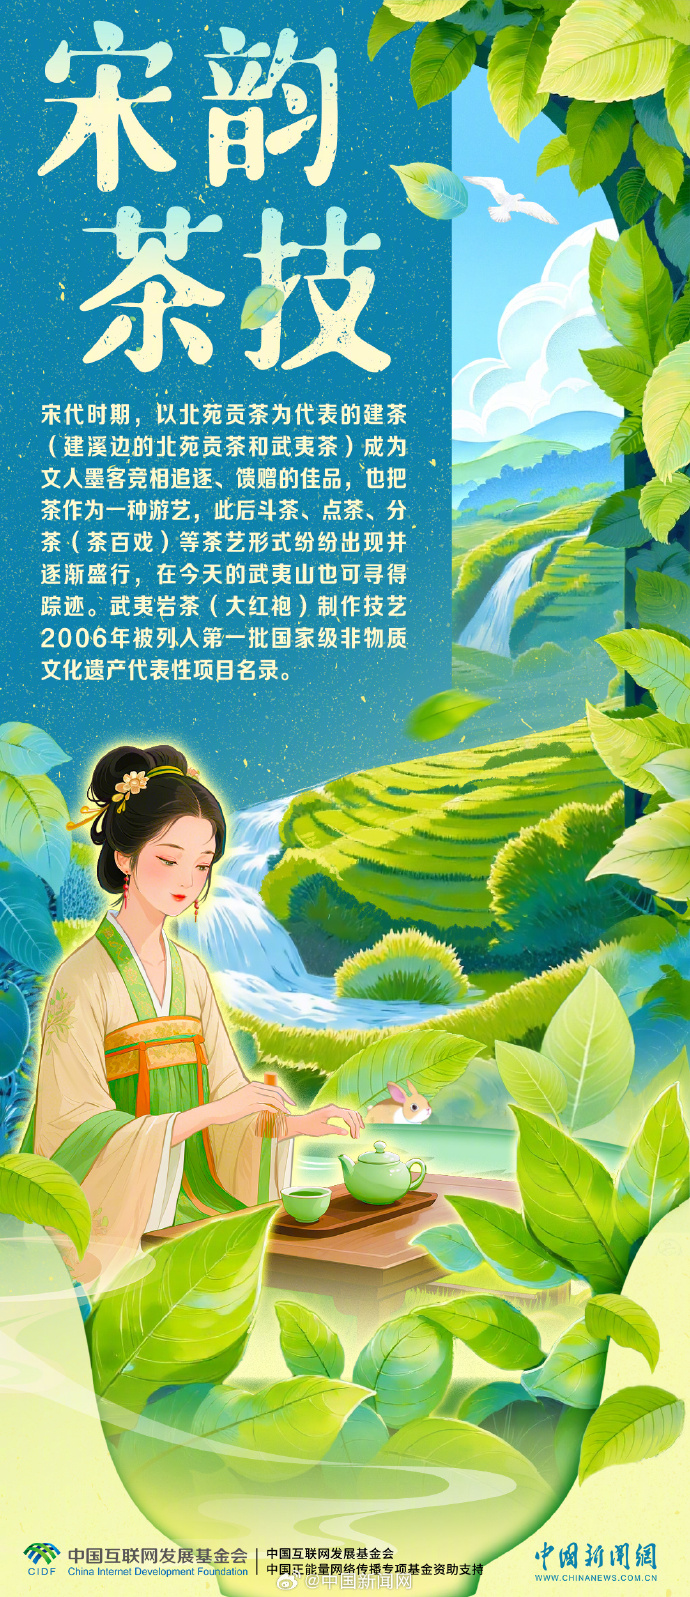 宋韵
茶技
宋代时期，以北苑贡茶为代表的建茶
（建溪边的北苑贡茶和武夷茶）成为
文人墨客竞相追逐、馈赠的佳品，也把
茶作为一种游艺，此后斗茶、点茶、分
茶（茶百戏）等茶艺形式纷纷出现并
逐渐盛行，在今天的武夷山也可寻得
踪迹。武夷岩茶（大红袍）制作技艺
2006年被列入第一批国家级非物质
文化遗产代表性项目名录。
CIDF
中国互联网发展基金会
China Internet Development Foundation
中国互联网发展基金会
中国正能量网络传播专项基金资助支持
@中国新闻网
中國新聞網
WWW.CHINANEWS.COM.CN